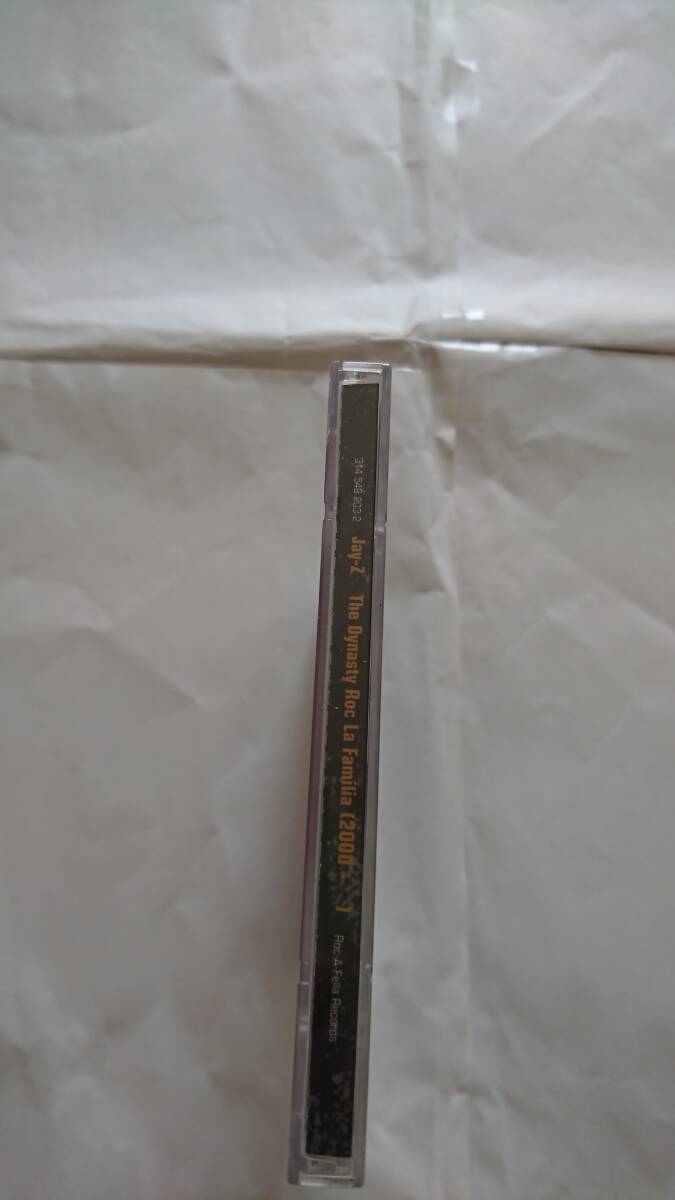 314 548 203-2 Jay-Z The Dynasty Roc La Familia (2000 - ) Roc-A-Fella Records